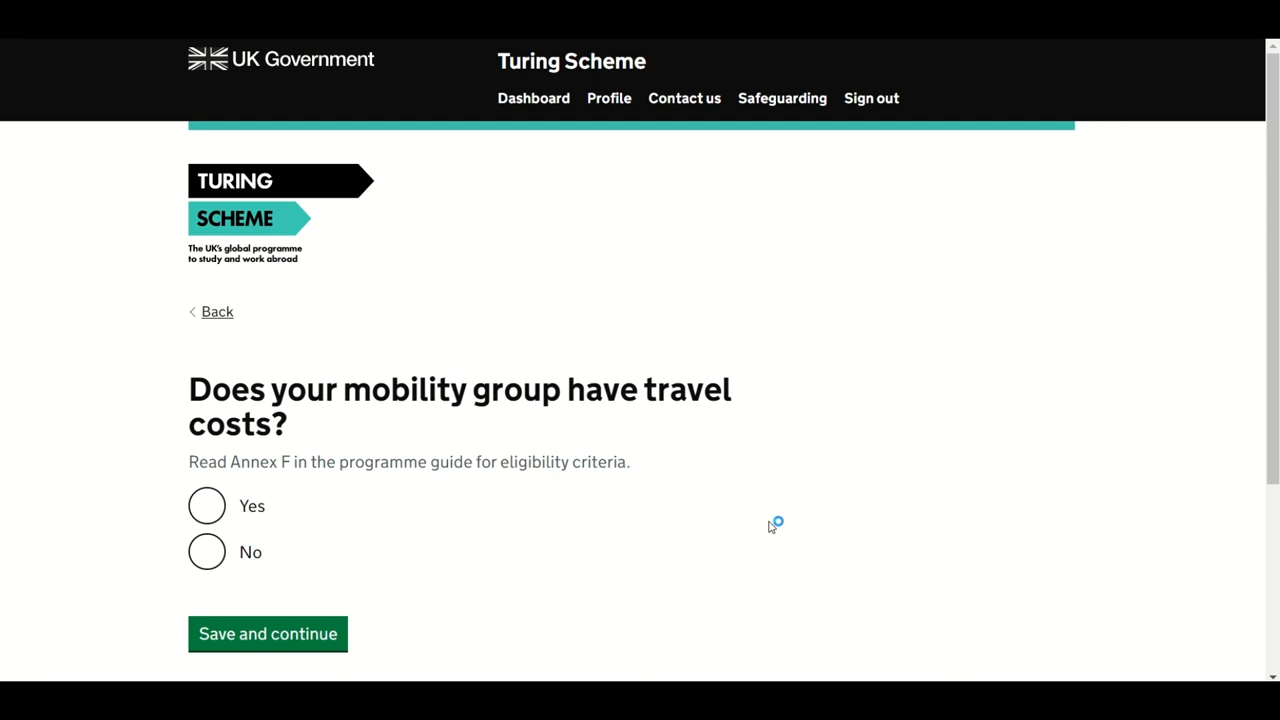 UK Government
Turing Scheme
Dashboard Profile Contact us Safeguarding Sign out
TURING
SCHEME
The UK's global programme
to study and work abroad
Back
Does your mobility group have travel
costs?
Read Annex F in the programme guide for eligibility criteria.
Yes
No
Save and continue